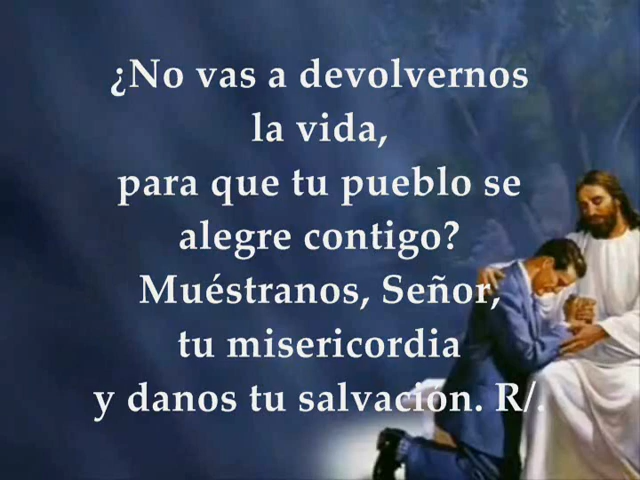 ¿No vas a devolvernos
la vida,
para que tu pueblo se
alegre contigo?
Muéstranos, Señor,
tu misericordia
y danos tu salvación. R/.